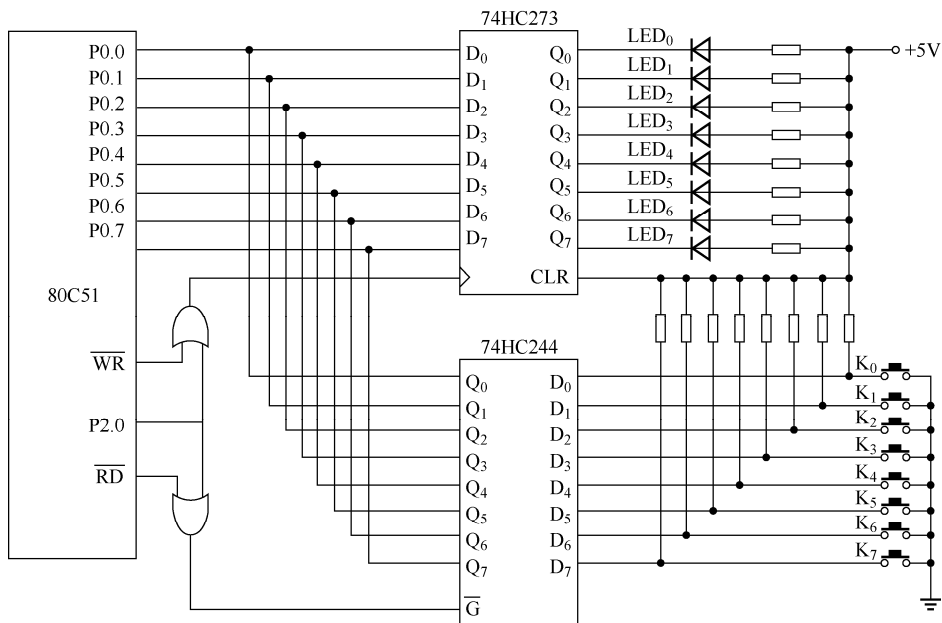 74HC273
P0.0
P0.1
P0.2
P0.3
P0.4
P0.5
P0.6
P0.7
80C51
WR
P2.0
RD
D0 Q0
D1 Q1
D2 Q2
D3 Q3
D4 Q4
D5 Q5
D6 Q6
D7 Q7
CLR
LED0
LED1
LED2
LED3
LED4
LED5
LED6
LED7
+5V
74HC244
Q0 D0
Q1 D1
Q2 D2
Q3 D3
Q4 D4
Q5 D5
Q6 D6
Q7 D7
G
K0
K1
K2
K3
K4
K5
K6
K7